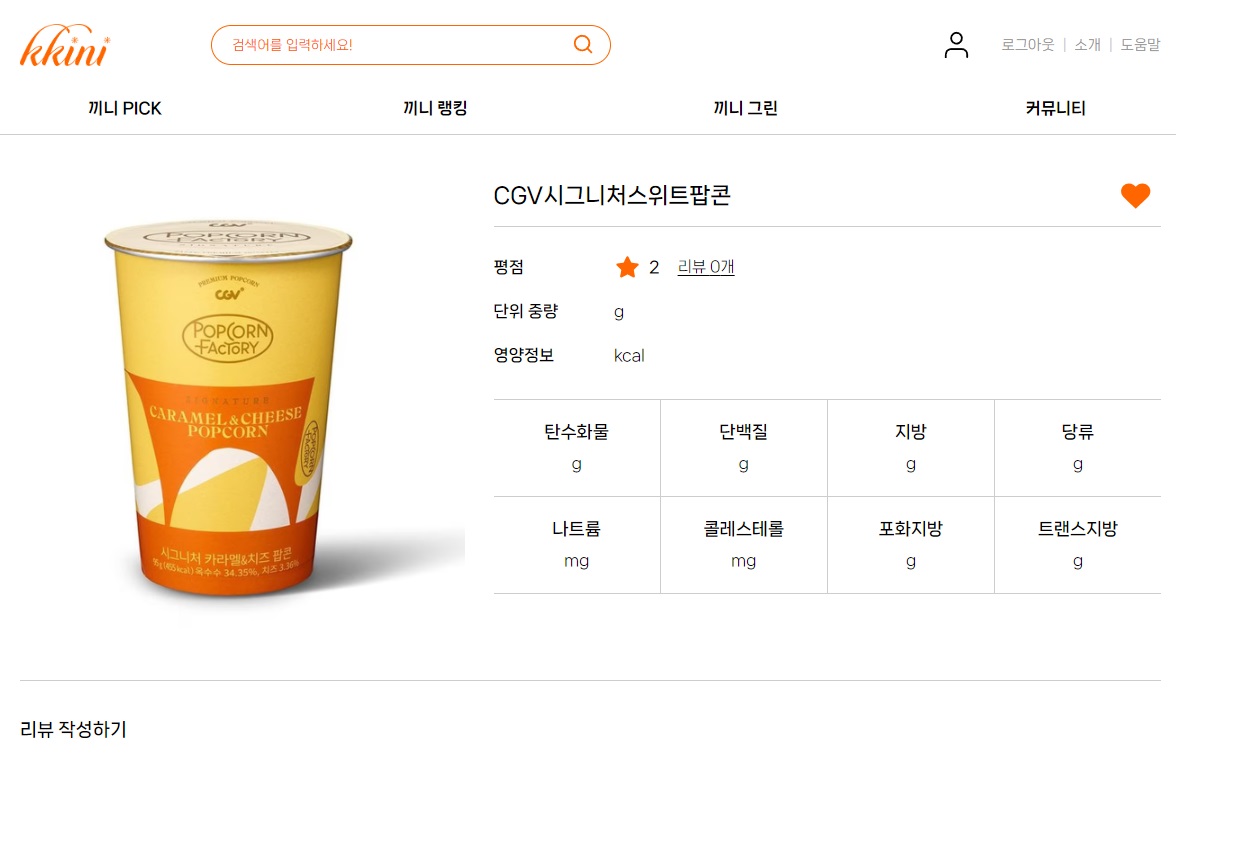 kkini
검색어를 입력하세요!
로그아웃 | 소개 | 도움말
끼니 PICK 끼니 랭킹 끼니 그린 커뮤니티
CGV시그니처스위트팝콘
평점 2 리뷰 0개
단위 중량 g
영양정보 kcal
탄수화물 단백질 지방 당류
g g g g
나트륨 콜레스테롤 포화지방 트랜스지방
mg mg g g
CGV
POPCORN
FACTORY
PREMIUM POPCORN
CGV
POPCORN
FACTORY
SIGNATURE
CARAMEL & CHEESE
POPCORN
POPCORN
FACTORY
시그니처 카라멜&치즈 팝콘
옥수수 34.35%, 치즈 3.36%
리뷰 작성하기